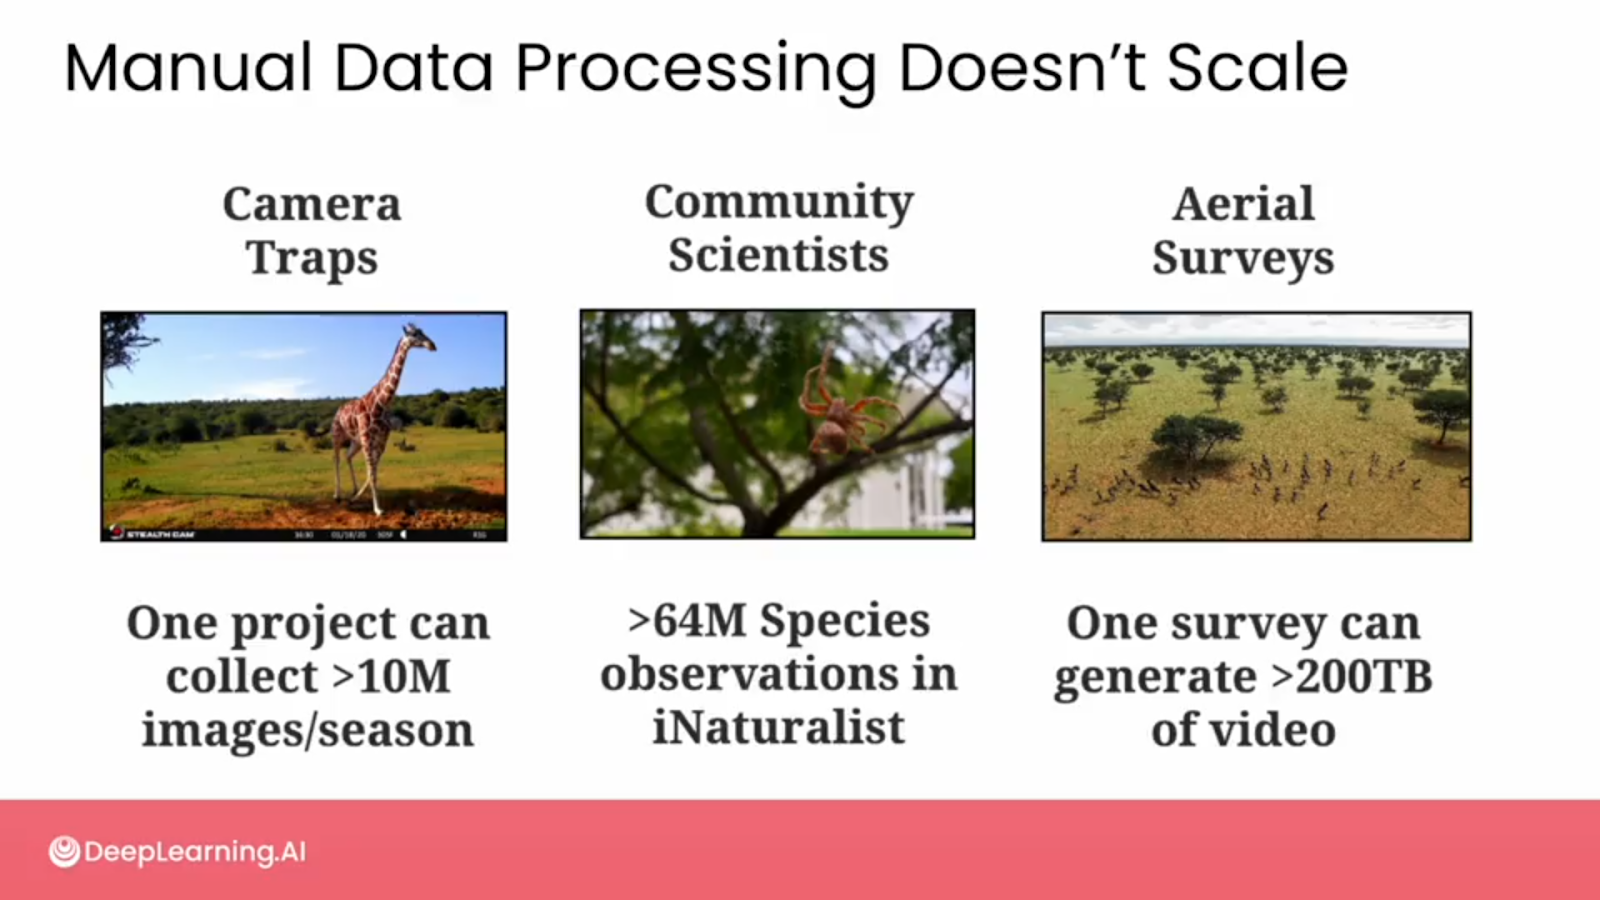 Manual Data Processing Doesn’t Scale
Camera
Traps
Community
Scientists
Aerial
Surveys
STEALTH CAM
One project can
collect >10M
images/season
>64M Species
observations in
iNaturalist
One survey can
generate >200TB
of video
DeepLearning.AI